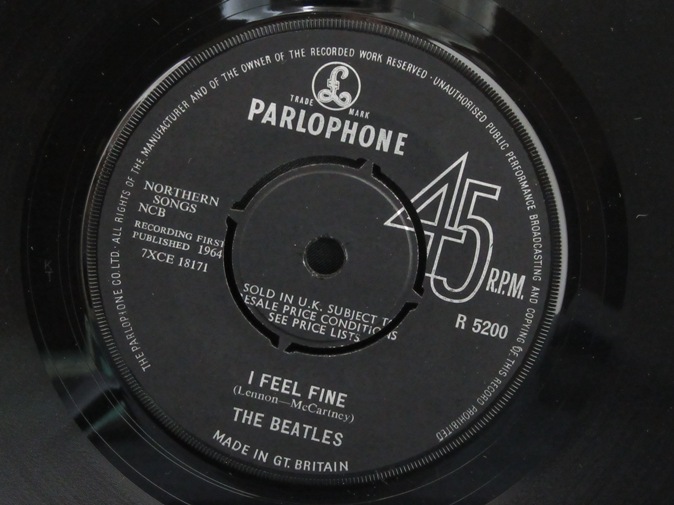 THE PARLOPHONE CO.LTD. · ALL RIGHTS OF THE MANUFACTURER AND OF THE OWNER OF THE RECORDED WORK RESERVED · UNAUTHORISED PUBLIC PERFORMANCE BROADCASTING AND COPYING OF THIS RECORD PROHIBITED
£
TRADE MARK
PARLOPHONE
NORTHERN
SONGS
NCB
RECORDING FIRST
PUBLISHED 1964
7XCE 18171
45
R.P.M.
R 5200
SOLD IN U.K. SUBJECT TO
RESALE PRICE CONDITIONS
SEE PRICE LISTS
I FEEL FINE
(Lennon—McCartney)
THE BEATLES
MADE IN GT. BRITAIN